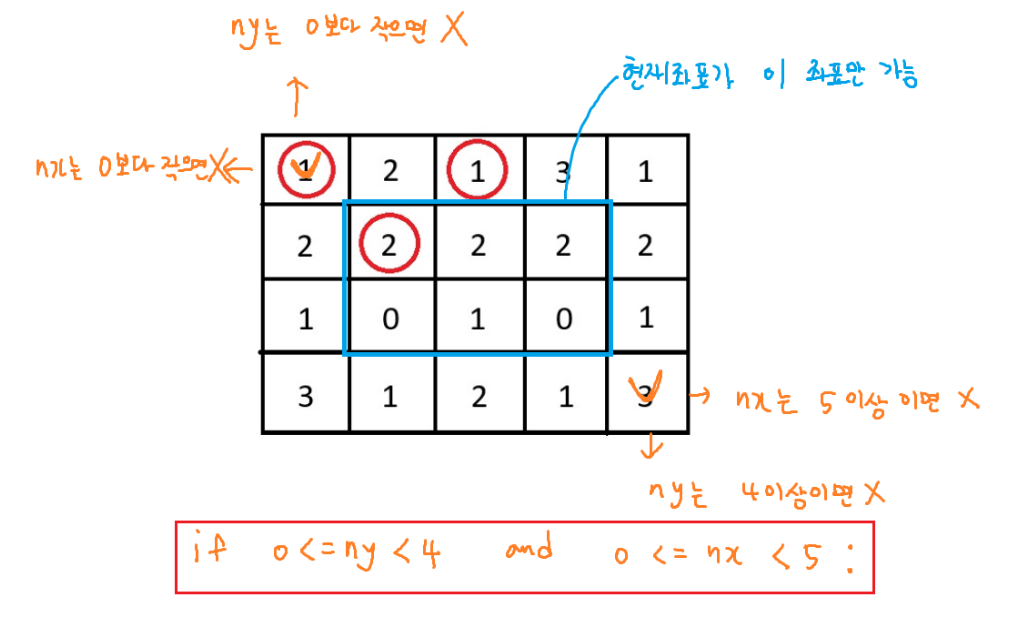 ny는 0보다 작으면 X
현재좌표가 이 좌표만 가능
nx는 0보다 작으면X
1 2 1 3 1
2 2 2 2 2
1 0 1 0 1
3 1 2 1 3
nx는 5이상이면 X
ny는 4이상이면 X
if 0<=ny<4 and 0<=nx<5: